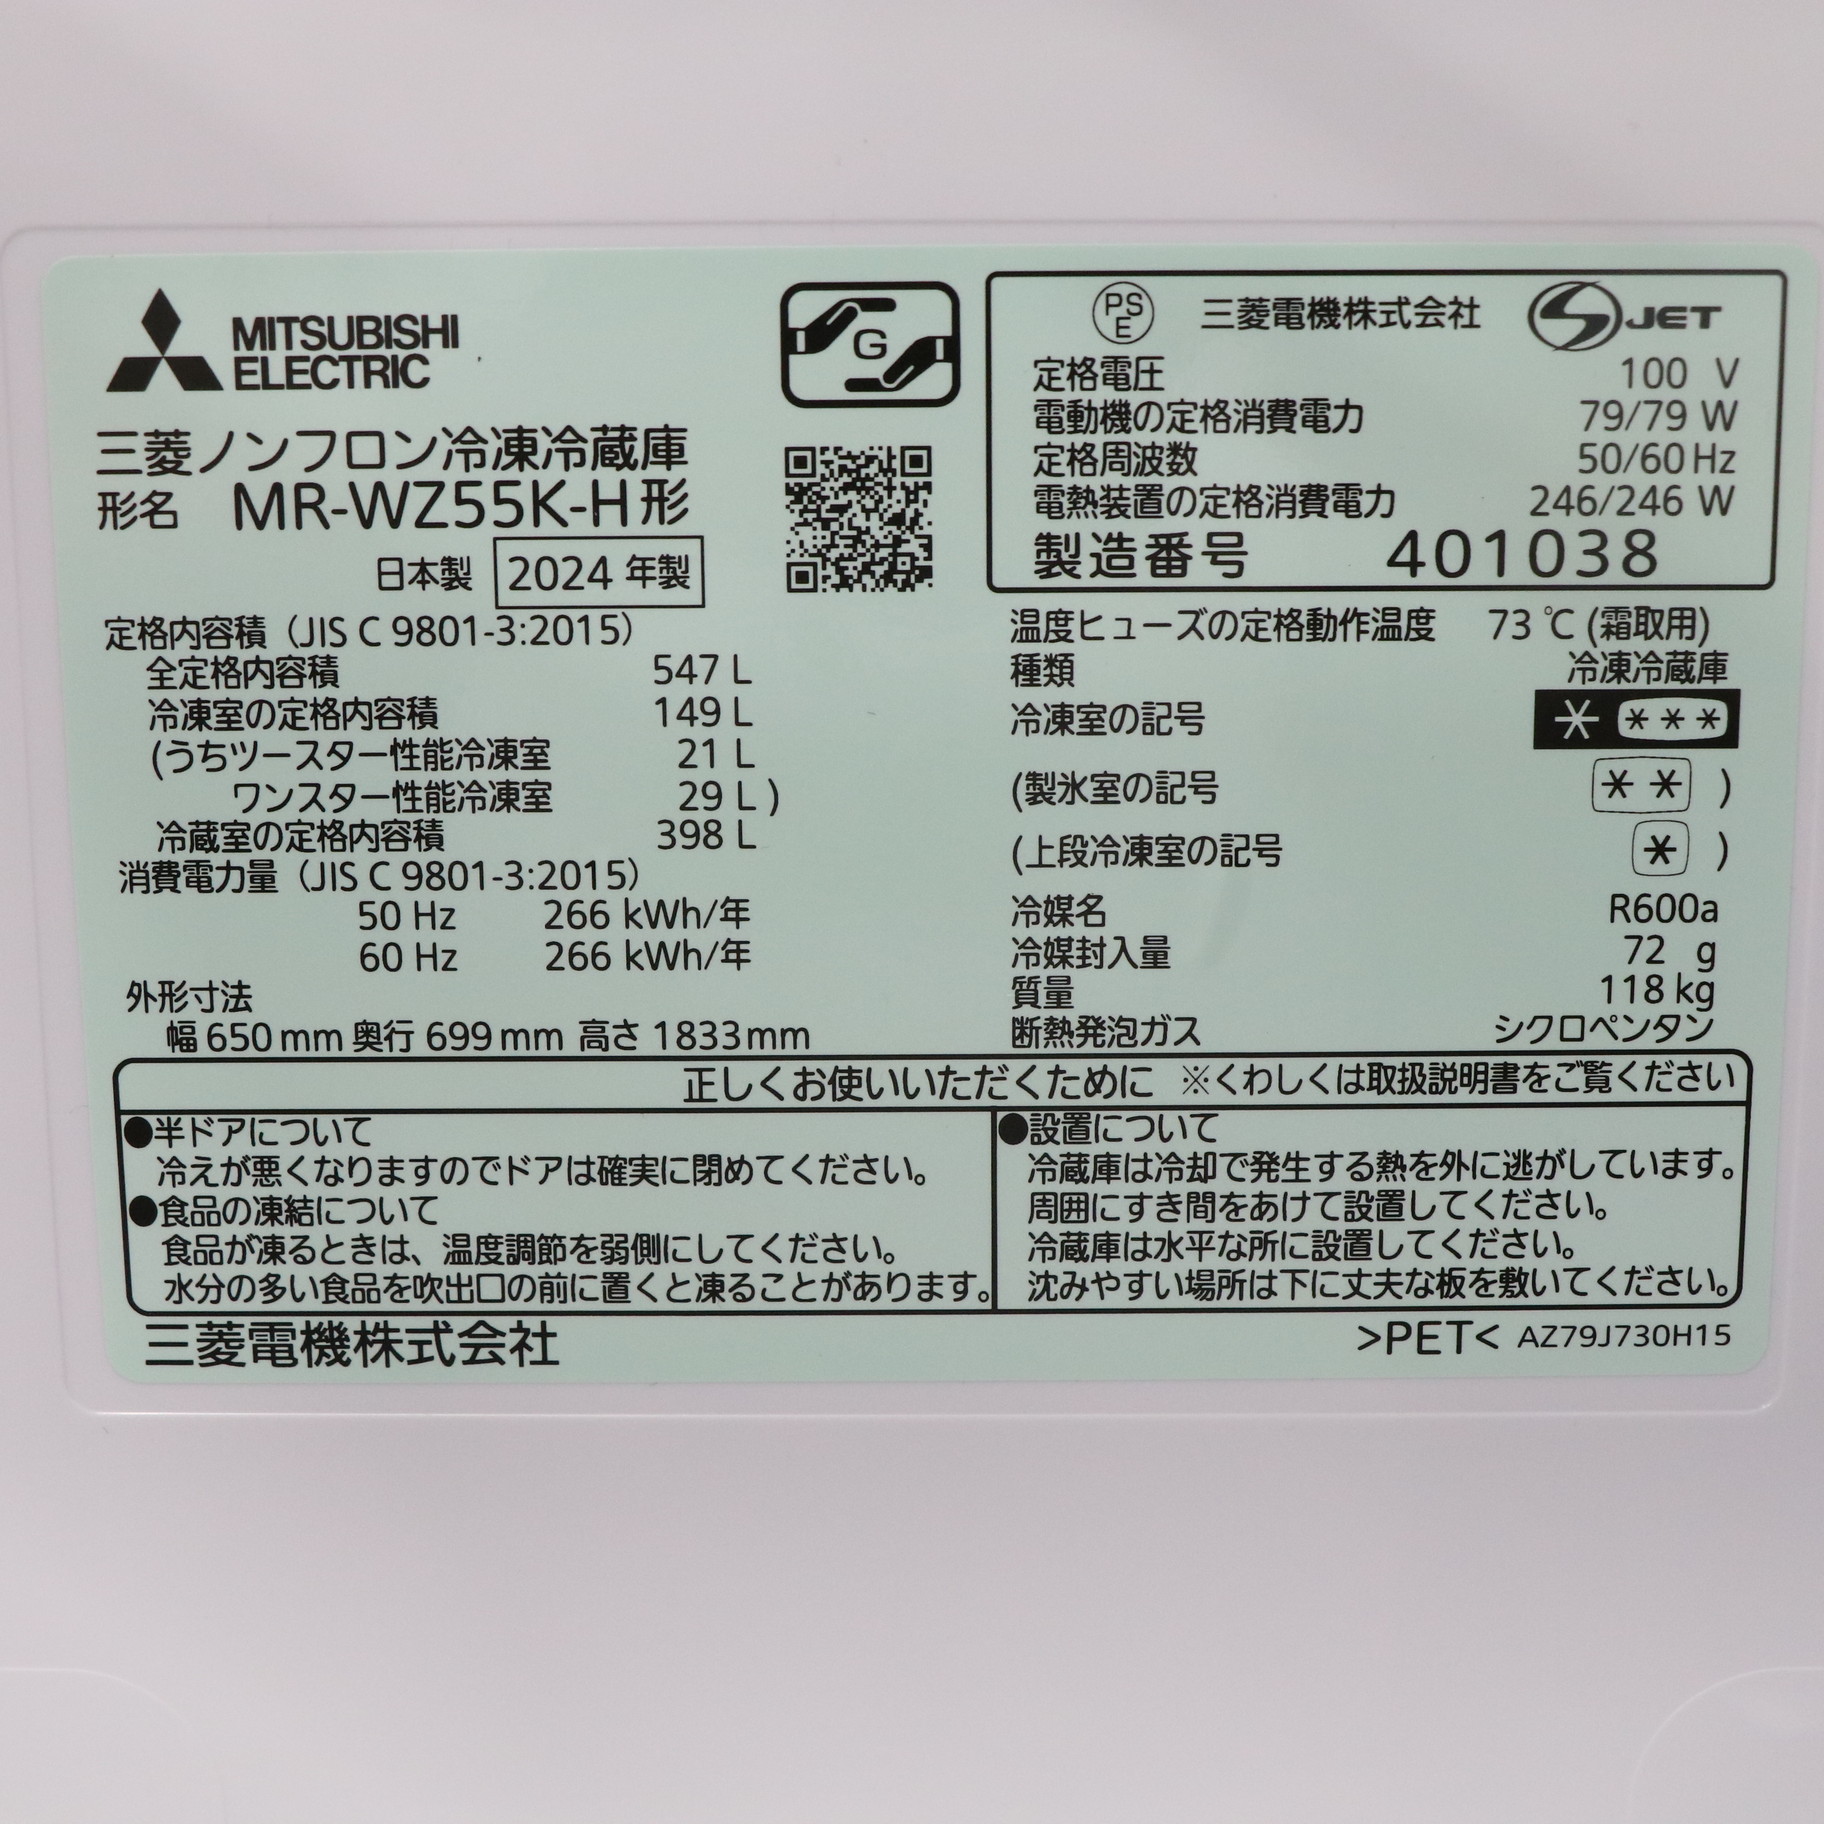 MITSUBISHI
ELECTRIC
三菱ノンフロン冷凍冷蔵庫
形名 MR-WZ55K-H形
日本製 2024 年製
G
PS
E
三菱電機株式会社 S JET
定格電圧 100 V
電動機の定格消費電力 79/79 W
定格周波数 50/60 Hz
電熱装置の定格消費電力 246/246 W
製造番号 401038
定格内容積（JIS C 9801-3:2015）
全定格内容積 547 L
冷凍室の定格内容積 149 L
(うちツースター性能冷凍室 21 L
ワンスター性能冷凍室 29 L )
冷蔵室の定格内容積 398 L
消費電力量（JIS C 9801-3:2015）
50 Hz 266 kWh/年
60 Hz 266 kWh/年
外形寸法
幅 650 mm 奥行 699 mm 高さ 1833 mm
温度ヒューズの定格動作温度 73 ℃ (霜取用)
種類 冷凍冷蔵庫
冷凍室の記号 * ***
(製氷室の記号 ** )
(上段冷凍室の記号 * )
冷媒名 R600a
冷媒封入量 72 g
質量 118 kg
断熱発泡ガス シクロペンタン
正しくお使いいただくために ※くわしくは取扱説明書をご覧ください
●半ドアについて
冷えが悪くなりますのでドアは確実に閉めてください。
●食品の凍結について
食品が凍るときは、温度調節を弱側にしてください。
水分の多い食品を吹出口の前に置くと凍ることがあります。
●設置について
冷蔵庫は冷却で発生する熱を外に逃がしています。
周囲にすき間をあけて設置してください。
冷蔵庫は水平な所に設置してください。
沈みやすい場所は下に丈夫な板を敷いてください。
三菱電機株式会社
>PET< AZ79J730H15